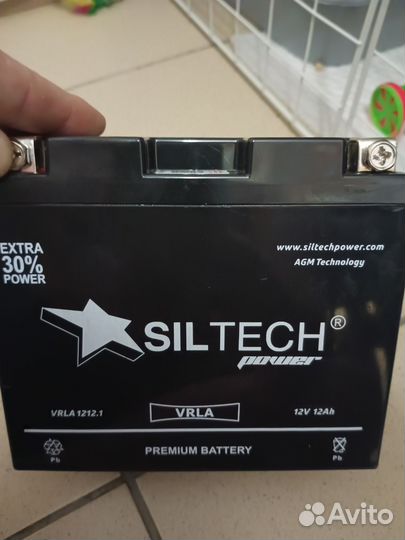 EXTRA
30%
POWER
www.siltechpower.com
AGM Technology
SILTECH®
power
VRLA 1212.1
VRLA
12V 12Ah
Pb
PREMIUM BATTERY
Pb
Avito